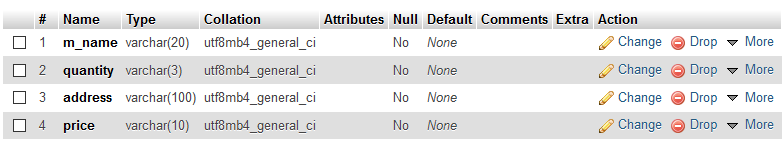 # Name Type Collation Attributes Null Default Comments Extra Action
1 m_name varchar(20) utf8mb4_general_ci No None Change Drop More
2 quantity varchar(3) utf8mb4_general_ci No None Change Drop More
3 address varchar(100) utf8mb4_general_ci No None Change Drop More
4 price varchar(10) utf8mb4_general_ci No None Change Drop More